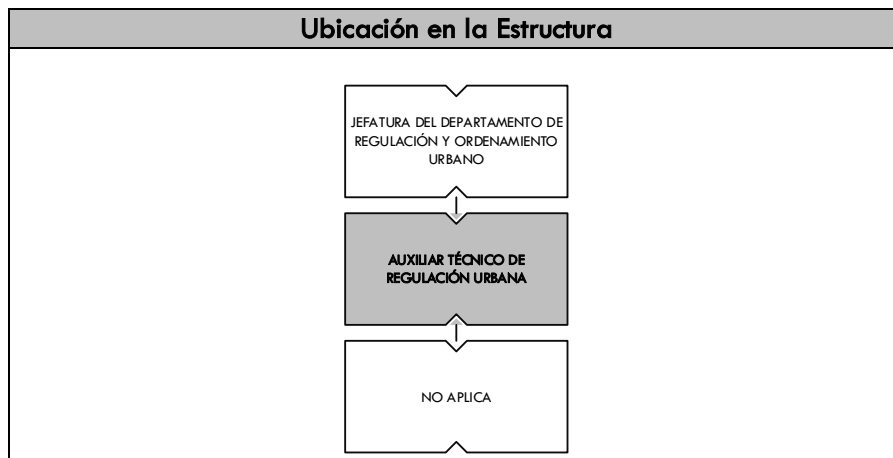 Ubicación en la Estructura
JEFATURA DEL DEPARTAMENTO DE
REGULACIÓN Y ORDENAMIENTO
URBANO
AUXILIAR TÉCNICO DE
REGULACIÓN URBANA
NO APLICA